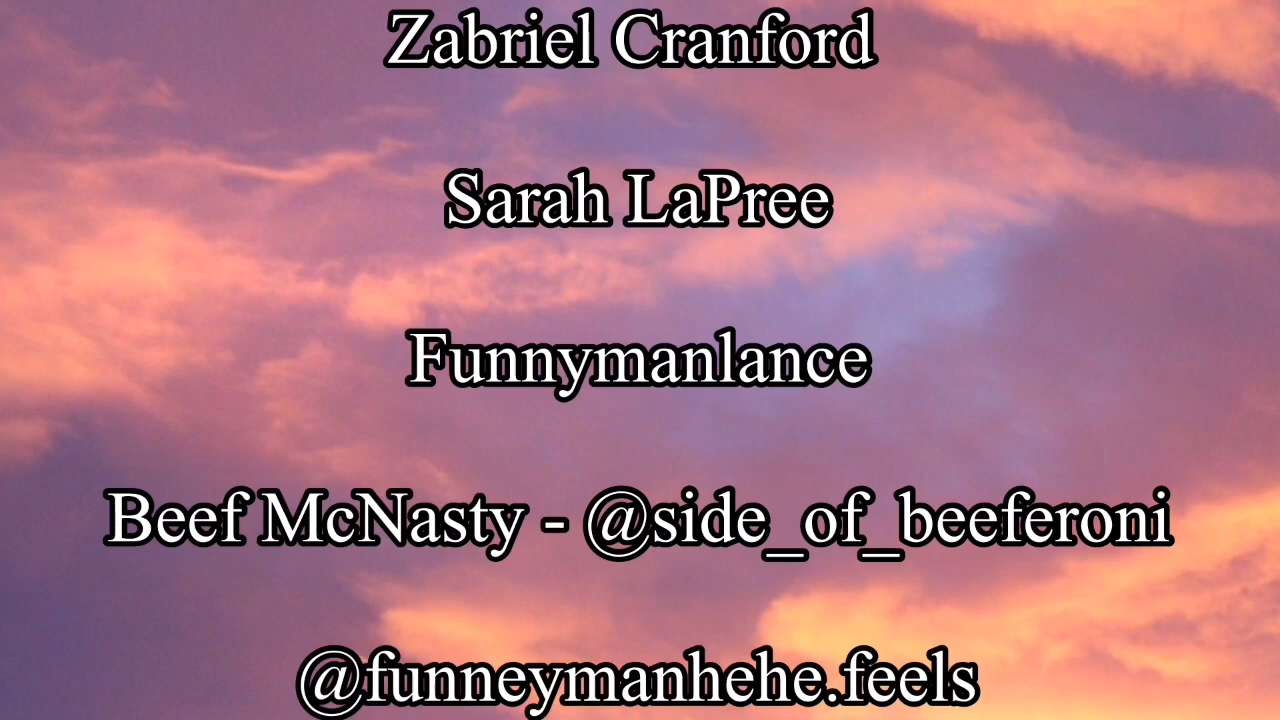 Zabriel Cranford
Sarah LaPree
Funnymanlance
Beef McNasty - @side_of_beeferoni
@funneymanhehe.feels